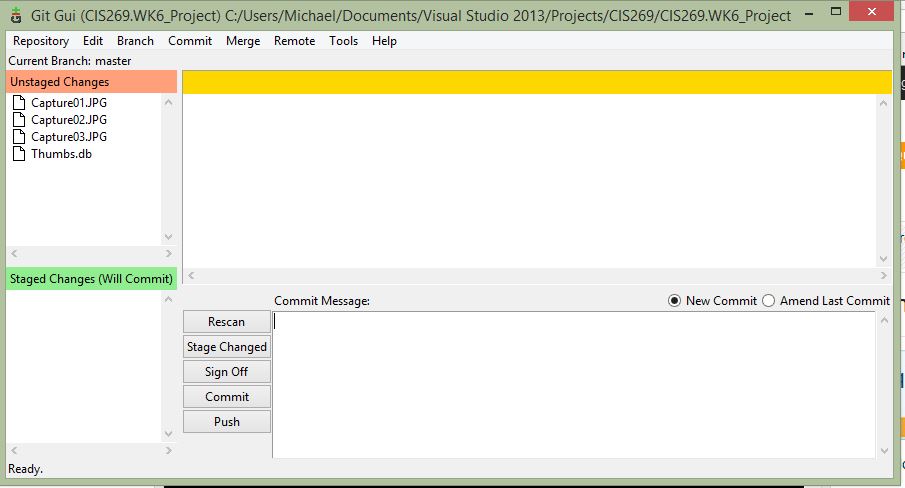 Git Gui (CIS269.WK6_Project) C:/Users/Michael/Documents/Visual Studio 2013/Projects/CIS269/CIS269.WK6_Project
Repository Edit Branch Commit Merge Remote Tools Help
Current Branch: master
Unstaged Changes
Capture01.JPG
Capture02.JPG
Capture03.JPG
Thumbs.db
Staged Changes (Will Commit)
Commit Message:
New Commit
Amend Last Commit
Rescan
Stage Changed
Sign Off
Commit
Push
Ready.